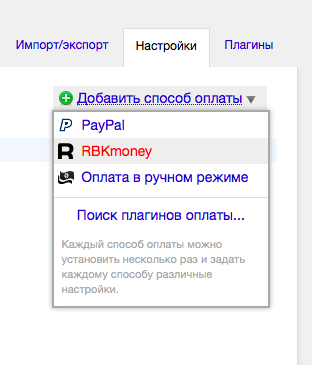 Импорт/экспорт Настройки Плагины
Добавить способ оплаты
PayPal
RBKmoney
Оплата в ручном режиме
Поиск плагинов оплаты...
Каждый способ оплаты можно
установить несколько раз и задать
каждому способу различные
настройки.